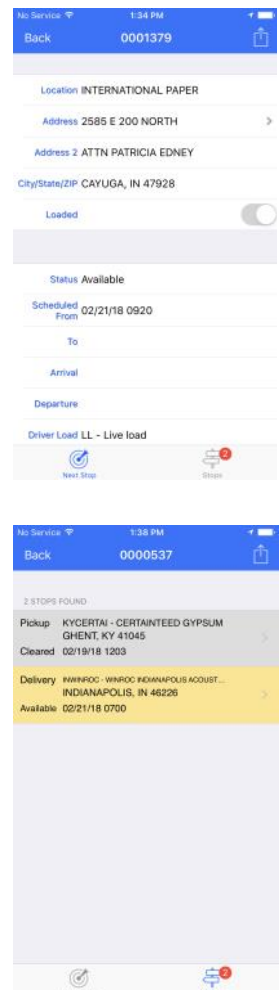 No Service 1:34 PM
Back 0001379
Location INTERNATIONAL PAPER
Address 2585 E 200 NORTH
Address 2 ATTN PATRICIA EDNEY
City/State/ZIP CAYUGA, IN 47928
Loaded
Status Available
Scheduled From 02/21/18 0920
To
Arrival
Departure
Driver Load LL - Live load
2
Next Stop Stops
No Service 1:38 PM
Back 0000537
2 STOPS FOUND
Pickup KYCERTAI - CERTAINTEED GYPSUM
GHENT, KY 41045
Cleared 02/19/18 1203
Delivery INWINROC - WINROC INDIANAPOLIS ACOUST...
INDIANAPOLIS, IN 46226
Available 02/21/18 0700
2